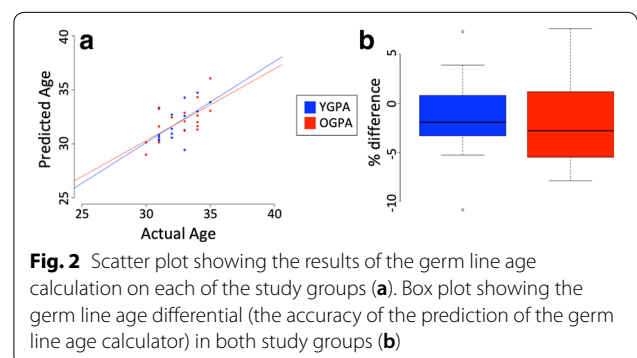 a
b
40
35
30
25
Predicted Age
25
30
35
40
Actual Age
YGPA
OGPA
5
0
-5
-10
% difference
Fig. 2 Scatter plot showing the results of the germ line age
calculation on each of the study groups (a). Box plot showing the
germ line age differential (the accuracy of the prediction of the germ
line age calculator) in both study groups (b)